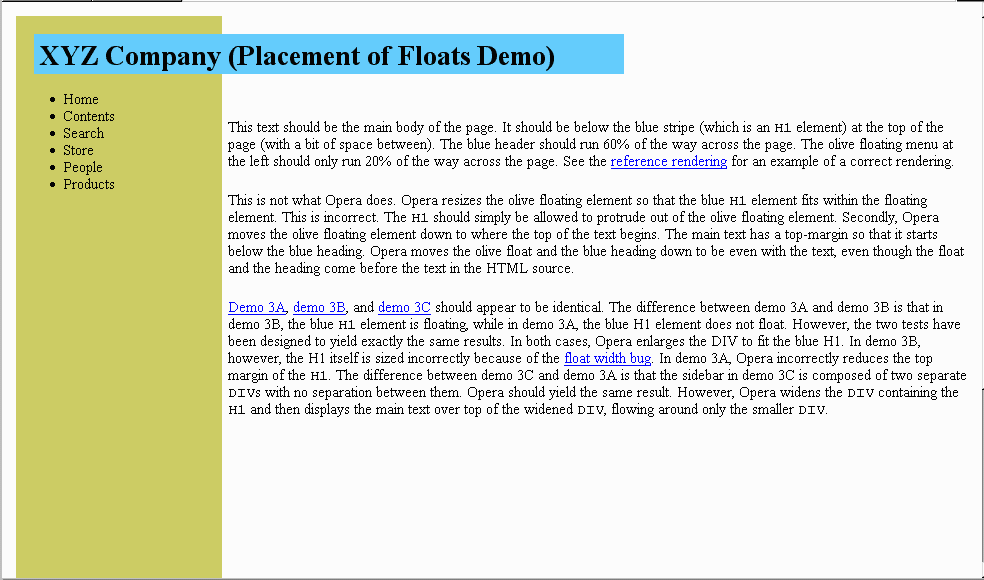 XYZ Company (Placement of Floats Demo)
Home
Contents
Search
Store
People
Products
This text should be the main body of the page. It should be below the blue stripe (which is an H1 element) at the top of the
page (with a bit of space between). The blue header should run 60% of the way across the page. The olive floating menu at
the left should only run 20% of the way across the page. See the reference rendering for an example of a correct rendering.
This is not what Opera does. Opera resizes the olive floating element so that the blue H1 element fits within the floating
element. This is incorrect. The H1 should simply be allowed to protrude out of the olive floating element. Secondly, Opera
moves the olive floating element down to where the top of the text begins. The main text has a top-margin so that it starts
below the blue heading. Opera moves the olive float and the blue heading down to be even with the text, even though the float
and the heading come before the text in the HTML source.
Demo 3A, demo 3B, and demo 3C should appear to be identical. The difference between demo 3A and demo 3B is that in
demo 3B, the blue H1 element is floating, while in demo 3A, the blue H1 element does not float. However, the two tests have
been designed to yield exactly the same results. In both cases, Opera enlarges the DIV to fit the blue H1. In demo 3B,
however, the H1 itself is sized incorrectly because of the float width bug. In demo 3A, Opera incorrectly reduces the top
margin of the H1. The difference between demo 3C and demo 3A is that the sidebar in demo 3C is composed of two separate
DIVs with no separation between them. Opera should yield the same result. However, Opera widens the DIV containing the
H1 and then displays the main text over top of the widened DIV, flowing around only the smaller DIV.